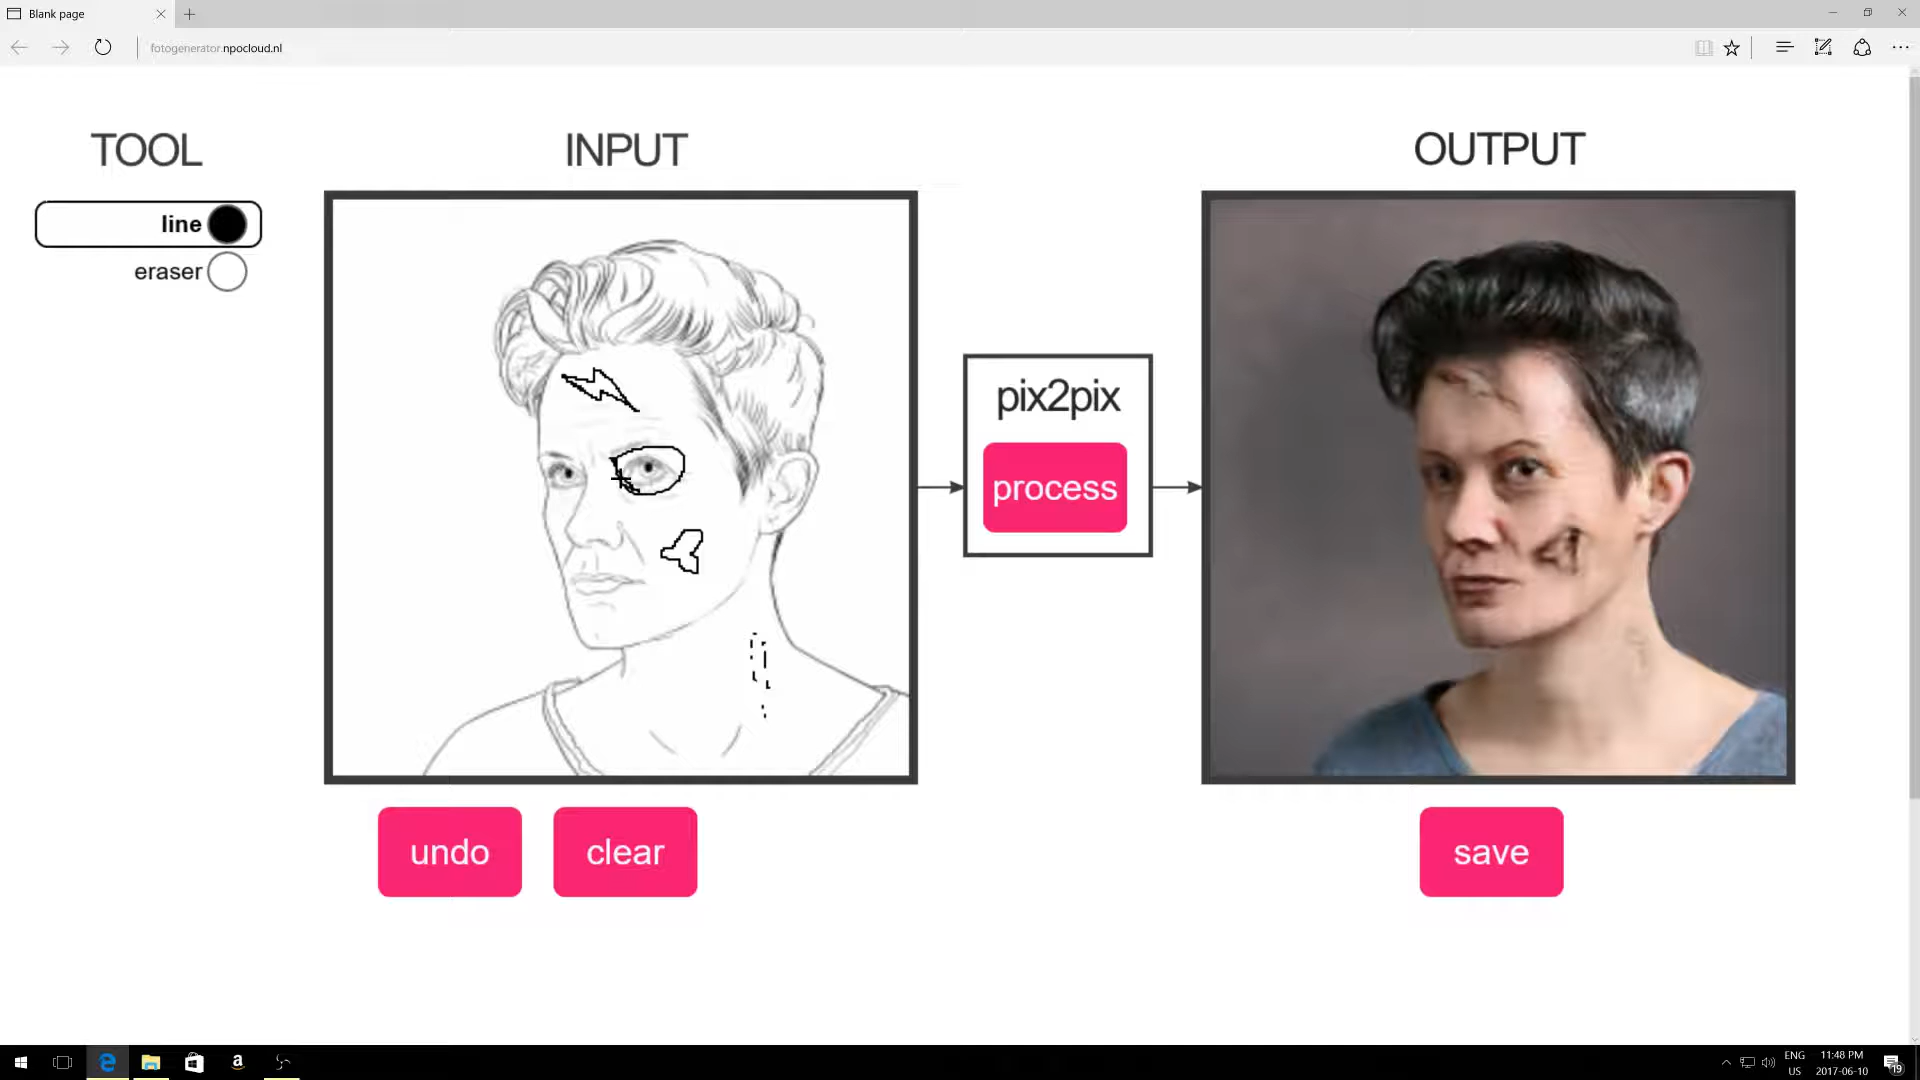 Blank page
fotogenerator.npocloud.nl
TOOL
INPUT
OUTPUT
line
eraser
pix2pix
process
undo
clear
save
a
ENG
US
11:48 PM
2017-06-10
19